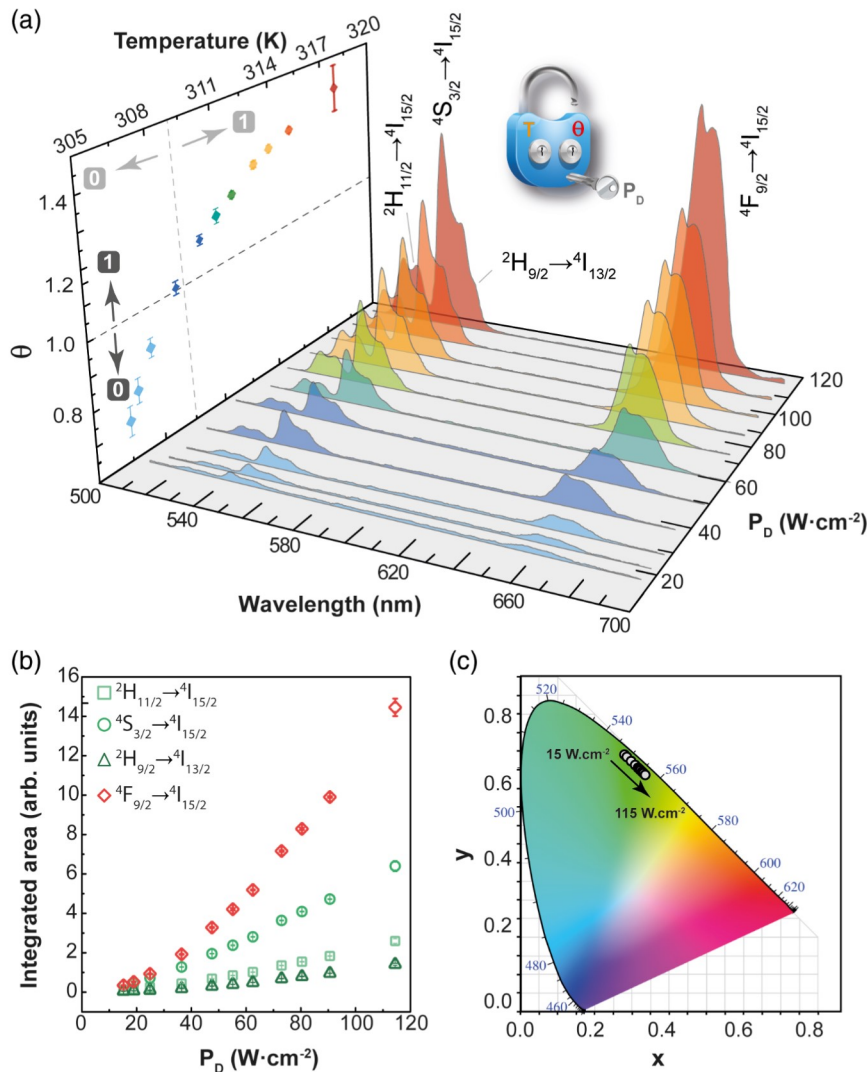 (a)
Temperature (K)
305 308 311 314 317 320
0 1
1
0
θ
1.4
1.2
1.0
0.8
²H₁₁/₂→⁴I₁₅/₂
⁴S₃/₂→⁴I₁₅/₂
²H₉/₂→⁴I₁₃/₂
⁴F₉/₂→⁴I₁₅/₂
T θ
P_D
500 540 580 620 660 700
Wavelength (nm)
20 40 60 80 100 120
P_D (W·cm⁻²)
(b)
Integrated area (arb. units)
16
14
12
10
8
6
4
2
0
²H₁₁/₂→⁴I₁₅/₂
⁴S₃/₂→⁴I₁₅/₂
²H₉/₂→⁴I₁₃/₂
⁴F₉/₂→⁴I₁₅/₂
0 20 40 60 80 100 120
P_D (W·cm⁻²)
(c)
y
0.8
0.6
0.4
0.2
0.0
520
540
15 W.cm⁻²
560
115 W.cm⁻²
500
580
600
620
480
460
0.0 0.2 0.4 0.6 0.8
x